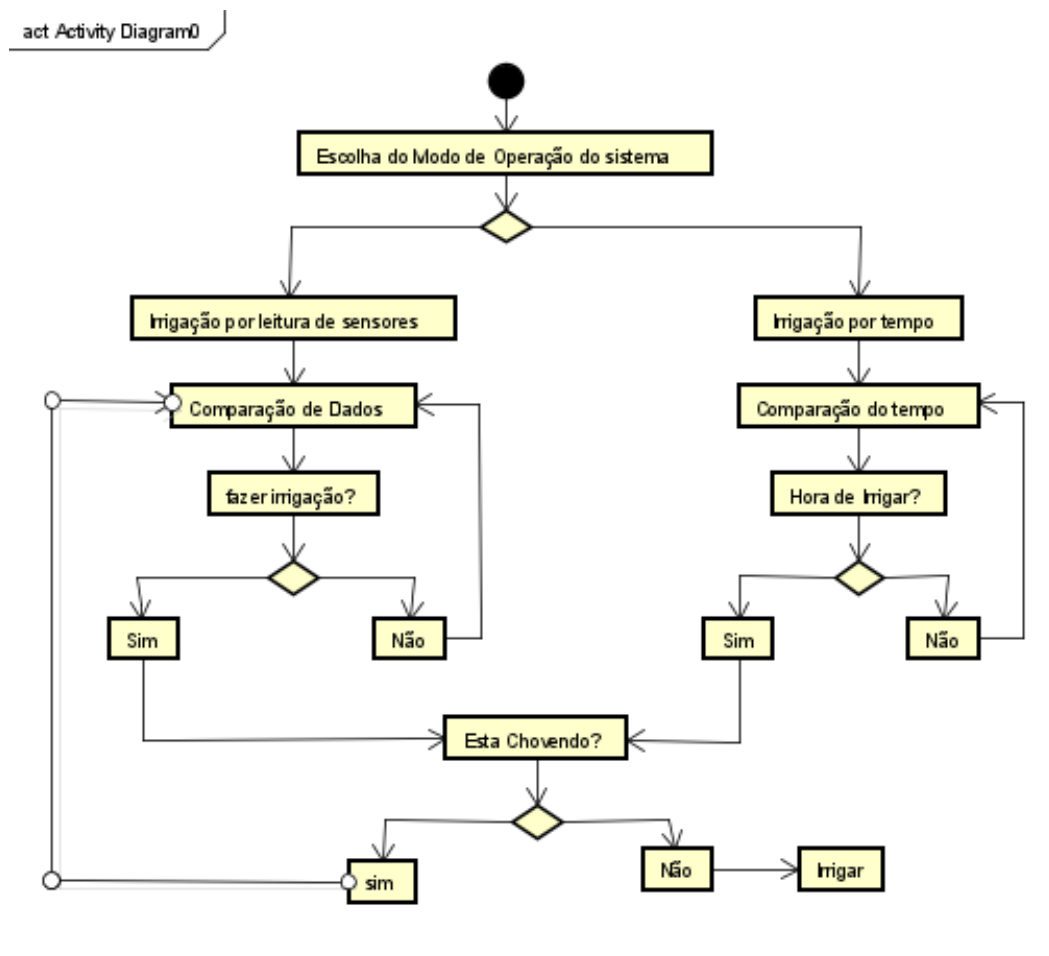 act Activity Diagram0
Escolha do Modo de Operação do sistema
Irrigação por leitura de sensores
Irrigação por tempo
Comparação de Dados
Comparação do tempo
fazer irrigação?
Hora de Irrigar?
Sim
Não
Sim
Não
Esta Chovendo?
sim
Não
Irrigar